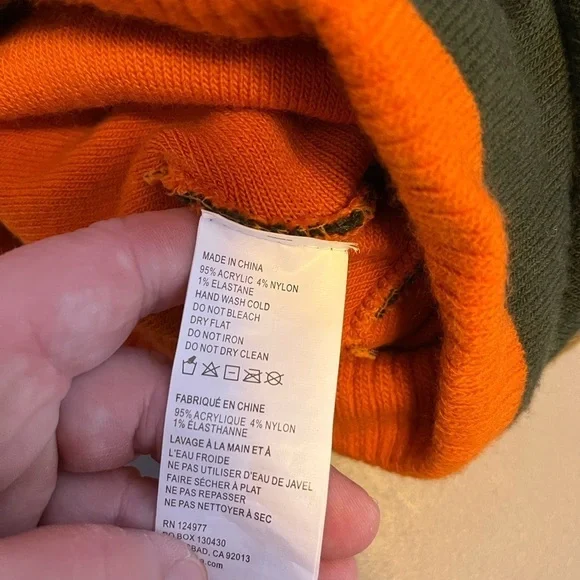 MADE IN CHINA
95% ACRYLIC 4% NYLON
1% ELASTANE
HAND WASH COLD
DO NOT BLEACH
DRY FLAT
DO NOT IRON
DO NOT DRY CLEAN
FABRIQUÉ EN CHINE
95% ACRYLIQUE 4% NYLON
1% ÉLASTHANNE
LAVAGE À LA MAIN ET À
L'EAU FROIDE
NE PAS UTILISER D'EAU DE JAVEL
FAIRE SÉCHER À PLAT
NE PAS REPASSER
NE PAS NETTOYER À SEC
RN 124977
PO BOX 130430
CA 92013